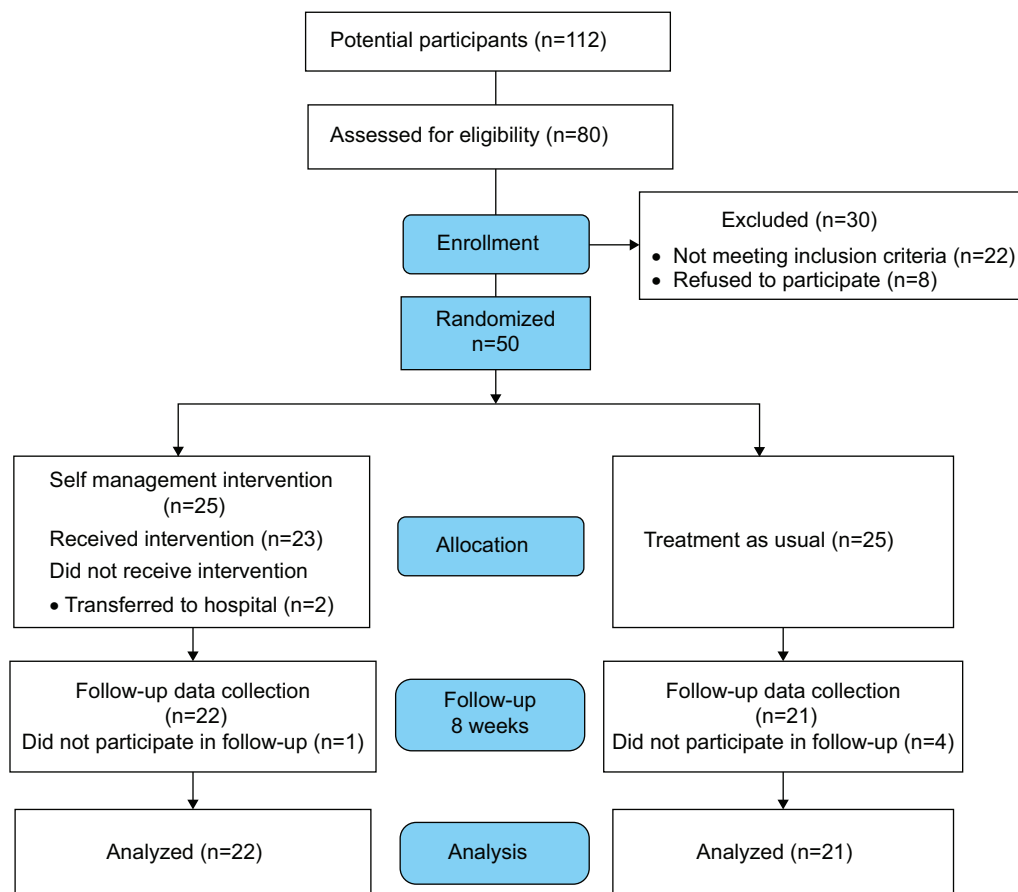 Potential participants (n=112)
Assessed for eligibility (n=80)
Enrollment
Excluded (n=30)
• Not meeting inclusion criteria (n=22)
• Refused to participate (n=8)
Randomized
n=50
Self management intervention
(n=25)
Received intervention (n=23)
Did not receive intervention
• Transferred to hospital (n=2)
Allocation
Treatment as usual (n=25)
Follow-up data collection
(n=22)
Did not participate in follow-up (n=1)
Follow-up
8 weeks
Follow-up data collection
(n=21)
Did not participate in follow-up (n=4)
Analyzed (n=22)
Analysis
Analyzed (n=21)